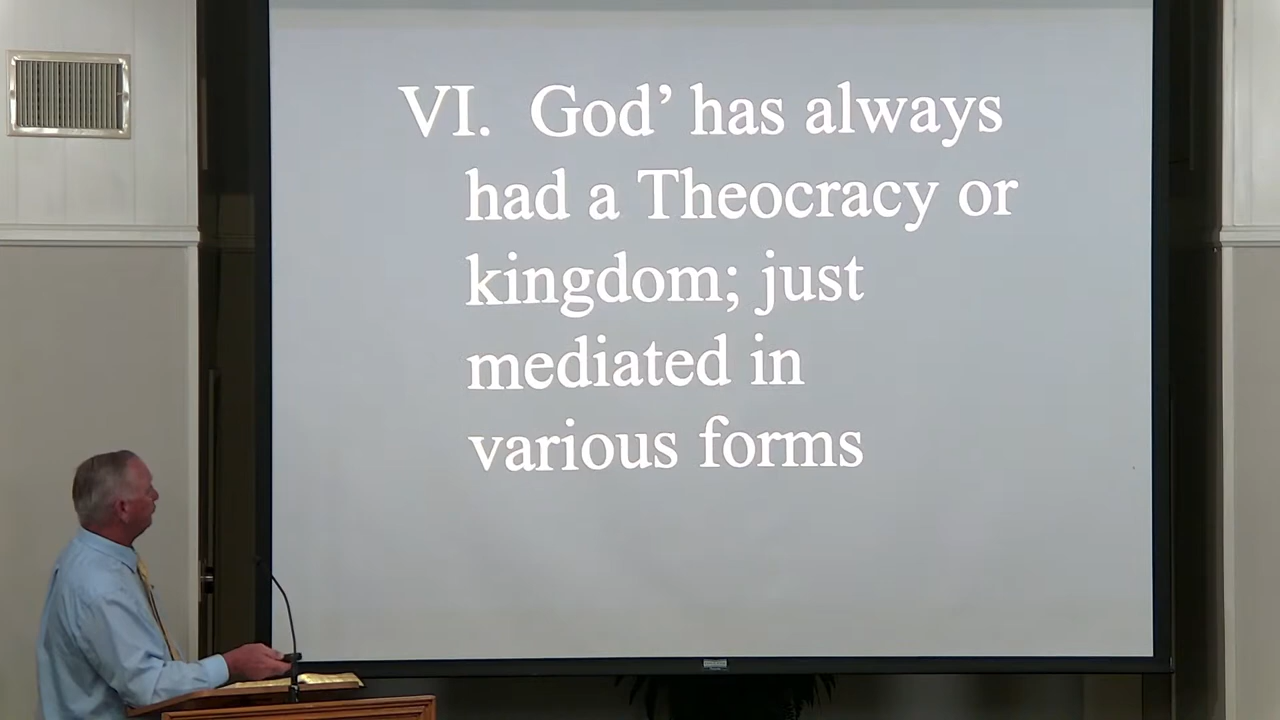 VI. God’ has always
had a Theocracy or
kingdom; just
mediated in
various forms